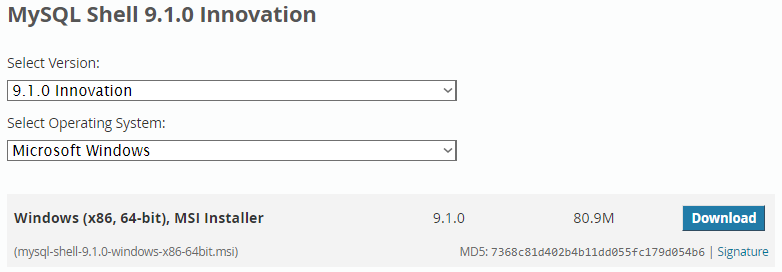 MySQL Shell 9.1.0 Innovation
Select Version:
9.1.0 Innovation
Select Operating System:
Microsoft Windows
Windows (x86, 64-bit), MSI Installer 9.1.0 80.9M Download
(mysql-shell-9.1.0-windows-x86-64bit.msi) MD5: 7368c81d402b4b11dd055fc179d054b6 | Signature